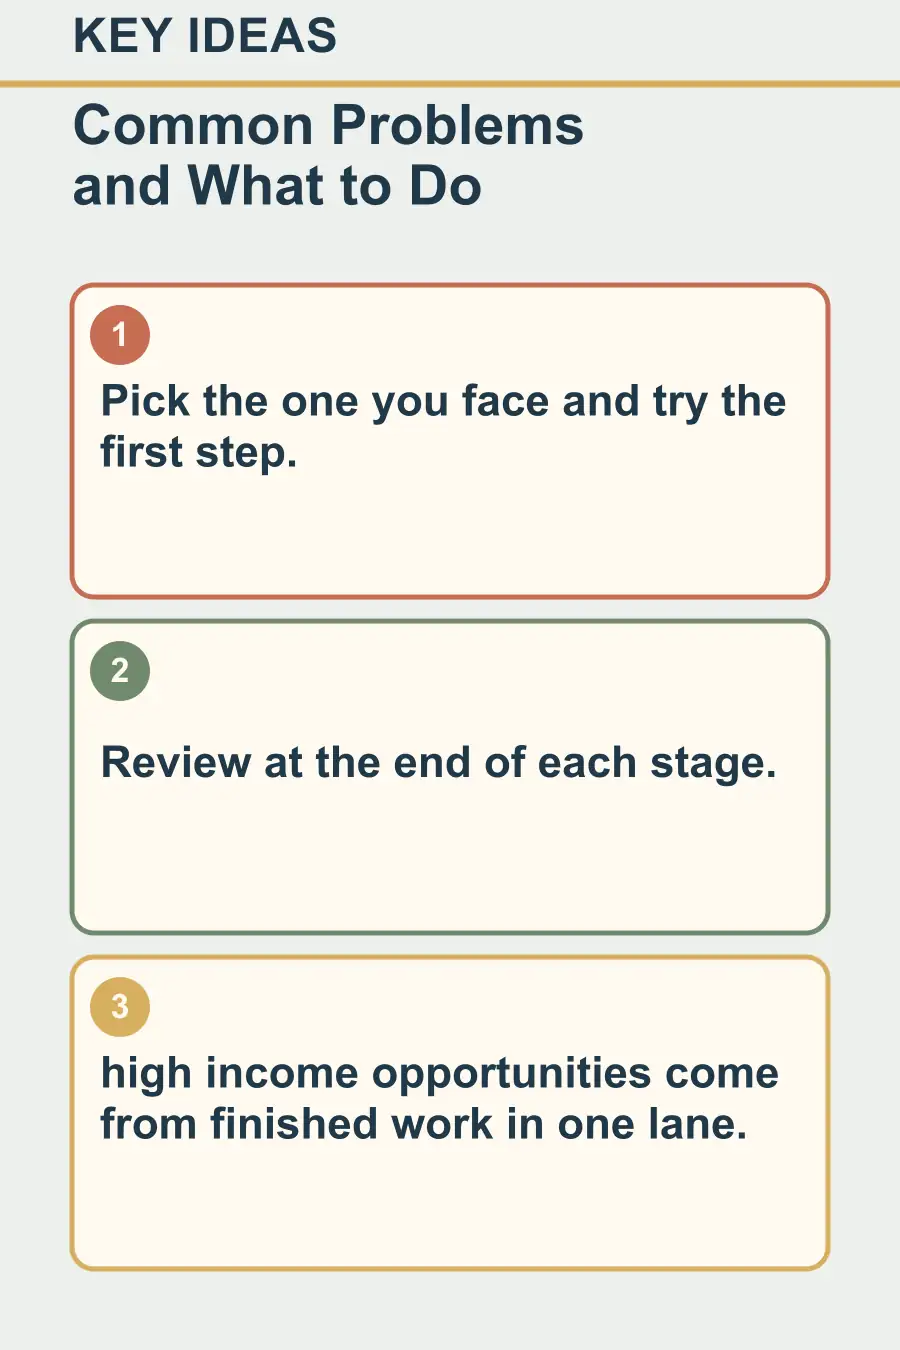 KEY IDEAS
Common Problems
and What to Do
1
Pick the one you face and try the
first step.
2
Review at the end of each stage.
3
high income opportunities come
from finished work in one lane.